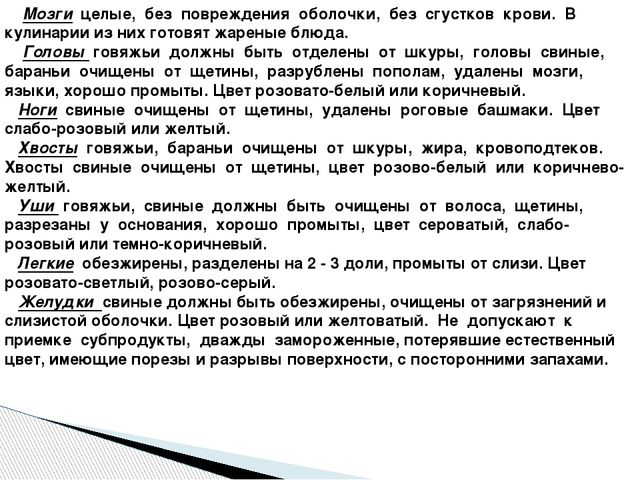 Мозги целые, без повреждения оболочки, без сгустков крови. В
кулинарии из них готовят жареные блюда.
Головы говяжьи должны быть отделены от шкуры, головы свиные,
бараньи очищены от щетины, разрублены пополам, удалены мозги,
языки, хорошо промыты. Цвет розовато-белый или коричневый.
Ноги свиные очищены от щетины, удалены роговые башмаки. Цвет
слабо-розовый или желтый.
Хвосты говяжьи, бараньи очищены от шкуры, жира, кровоподтеков.
Хвосты свиные очищены от щетины, цвет розово-белый или коричнево-
желтый.
Уши говяжьи, свиные должны быть очищены от волоса, щетины,
разрезаны у основания, хорошо промыты, цвет сероватый, слабо-
розовый или темно-коричневый.
Легкие обезжирены, разделены на 2 - 3 доли, промыты от слизи. Цвет
розовато-светлый, розово-серый.
Желудки свиные должны быть обезжирены, очищены от загрязнений и
слизистой оболочки. Цвет розовый или желтоватый. Не допускают к
приемке субпродукты, дважды замороженные, потерявшие естественный
цвет, имеющие порезы и разрывы поверхности, с посторонними запахами.